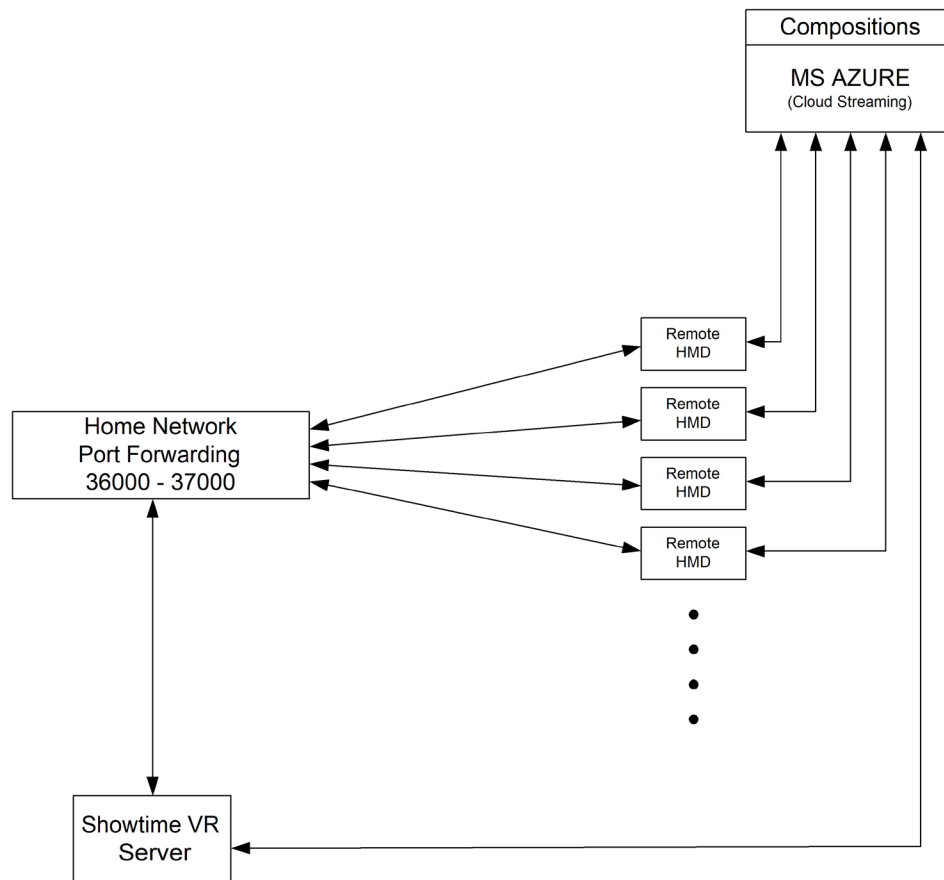 Compositions
MS AZURE
(Cloud Streaming)
Remote
HMD
Remote
HMD
Home Network
Port Forwarding
36000 - 37000
Remote
HMD
Remote
HMD
Showtime VR
Server